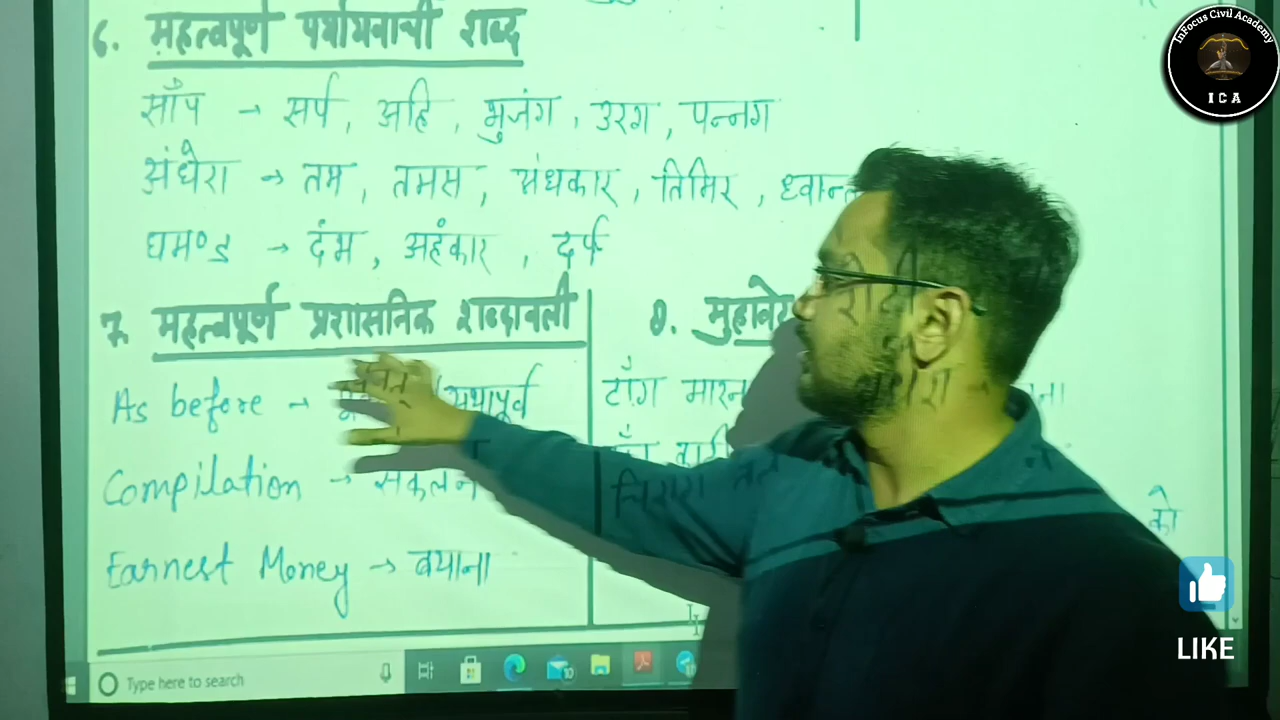 InFocus Civil Academy
ICA
6. महत्वपूर्ण पर्यायवाची शब्द
साँप → सर्प, अहि, भुजंग, उरग, पन्नग
अंधेरा → तम, तमस, अंधकार, तिमिर, ध्वान्त
घमण्ड → दंभ, अहंकार, दर्प
7. महत्वपूर्ण प्रशासनिक शब्दावली
As before → यथापूर्व
Compilation → संकलन
Earnest Money → बयाना
8.
टाँग
को
Type here to search
LIKE